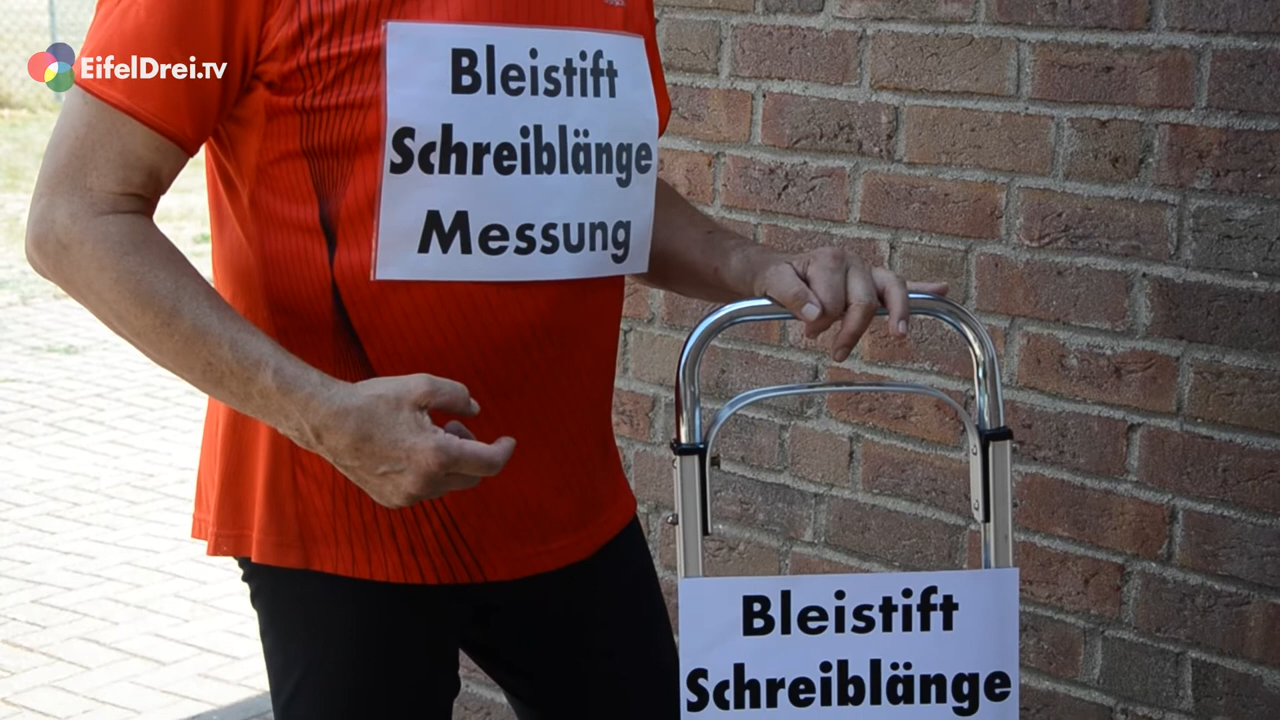 EifelDrei.TV
Bleistift
Schreiblänge
Messung
Bleistift
Schreiblänge